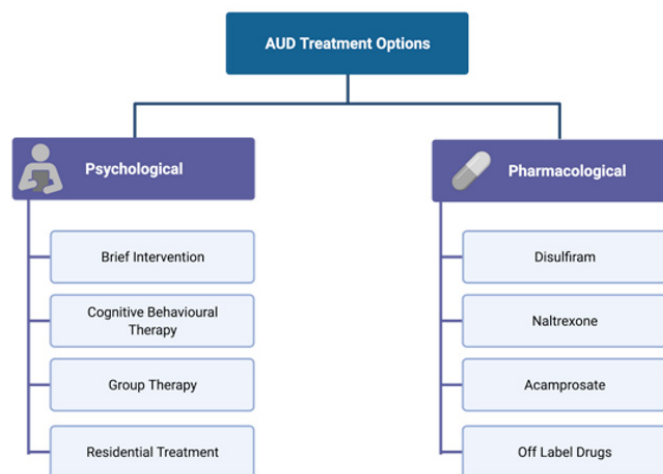 AUD Treatment Options
Psychological
Brief Intervention
Cognitive Behavioural
Therapy
Group Therapy
Residential Treatment
Pharmacological
Disulfiram
Naltrexone
Acamprosate
Off Label Drugs